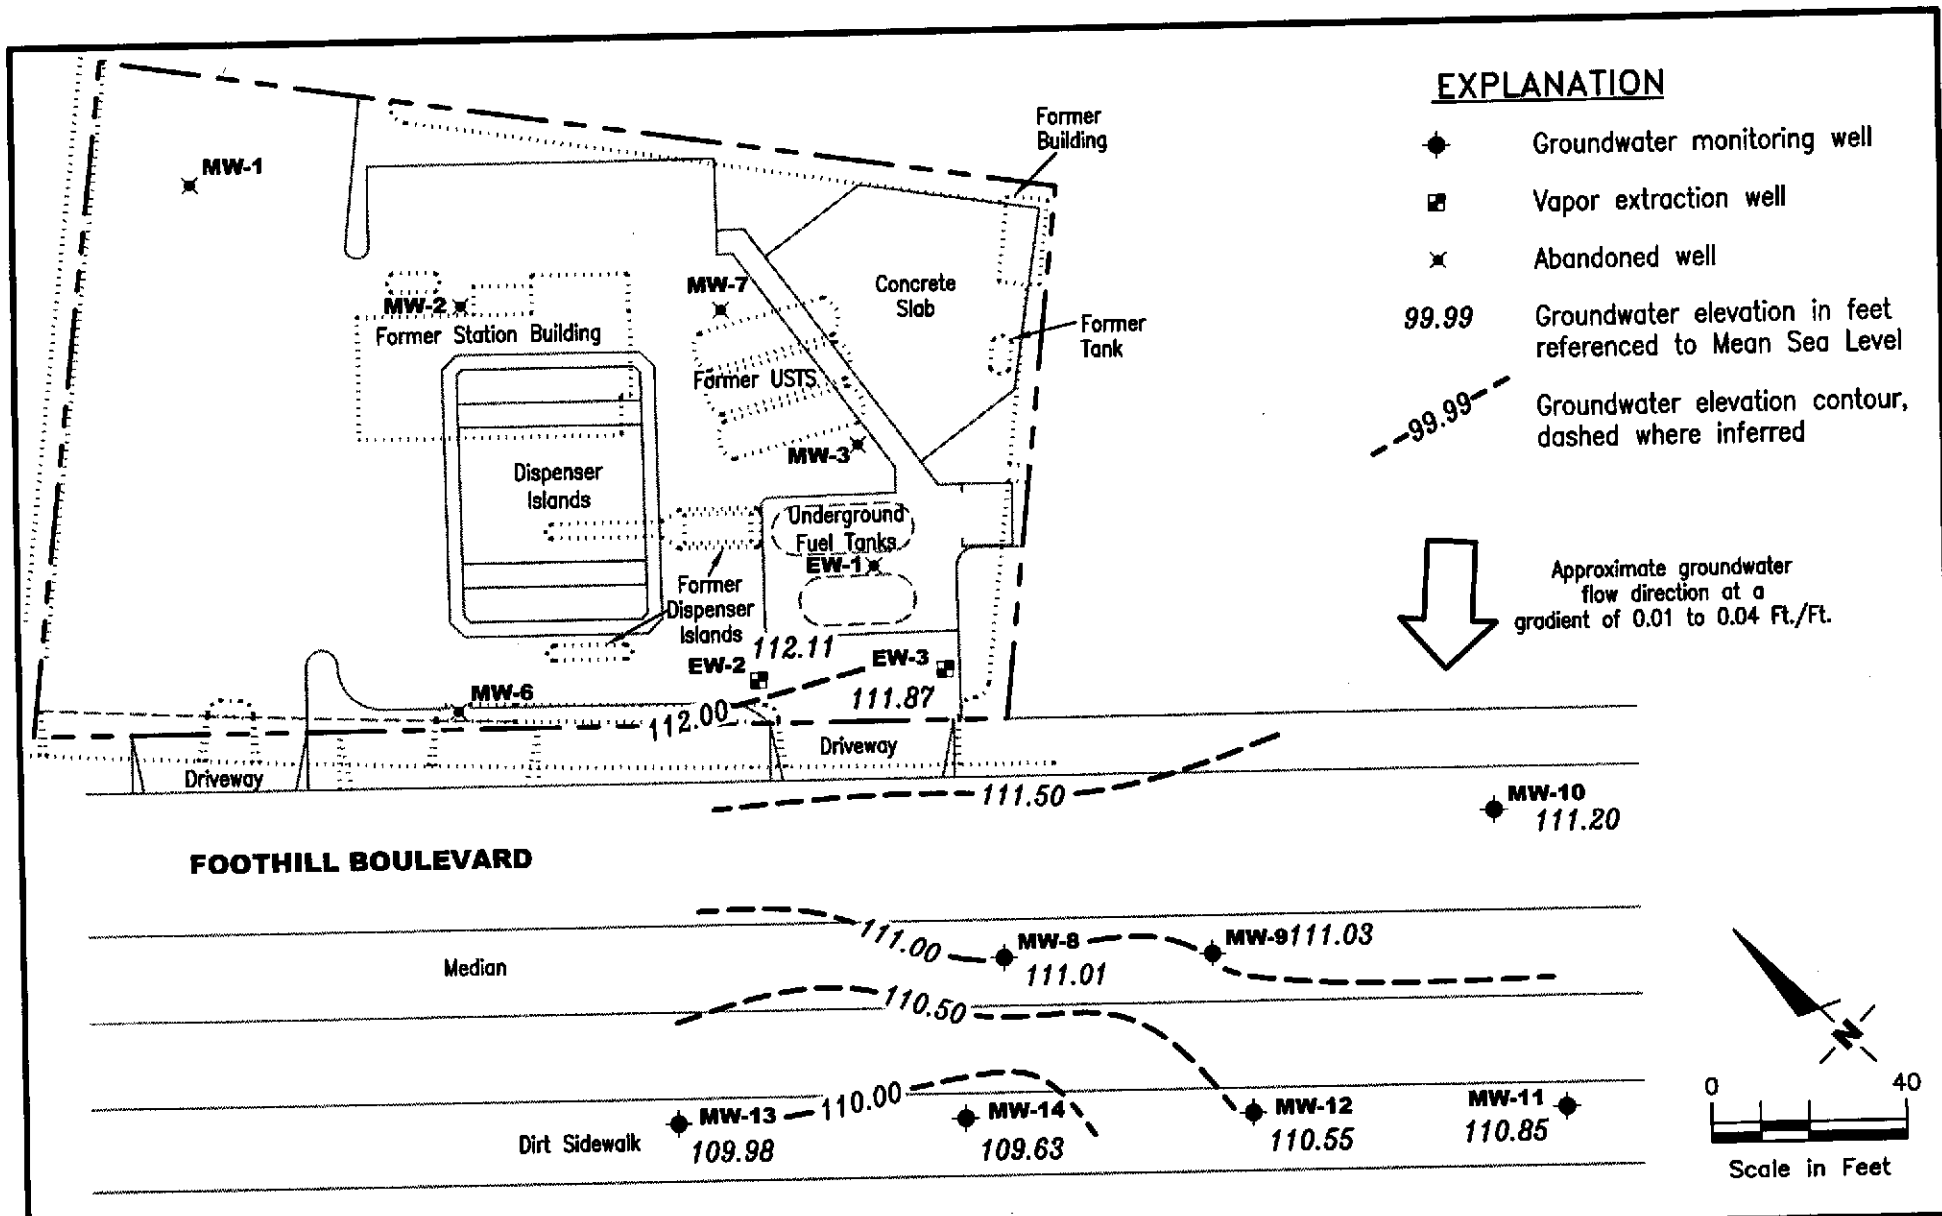 EXPLANATION
Groundwater monitoring well
Vapor extraction well
Abandoned well
99.99
Groundwater elevation in feet
referenced to Mean Sea Level
99.99
Groundwater elevation contour,
dashed where inferred
Approximate groundwater
flow direction at a
gradient of 0.01 to 0.04 Ft./Ft.
Former
Building
MW-1
MW-7
MW-2
Concrete
Slab
Former Station Building
Former
Tank
Former USTS
MW-3
Dispenser
Islands
Underground
Fuel Tanks
EW-1
Former
Dispenser
Islands
112.11
EW-2
EW-3
111.87
MW-6
112.00
Driveway
Driveway
111.50
MW-10
111.20
FOOTHILL BOULEVARD
111.00
MW-8
111.01
MW-9 111.03
Median
110.50
MW-13
109.98
110.00
MW-14
109.63
MW-12
110.55
MW-11
110.85
Dirt Sidewalk
N
0
40
Scale in Feet